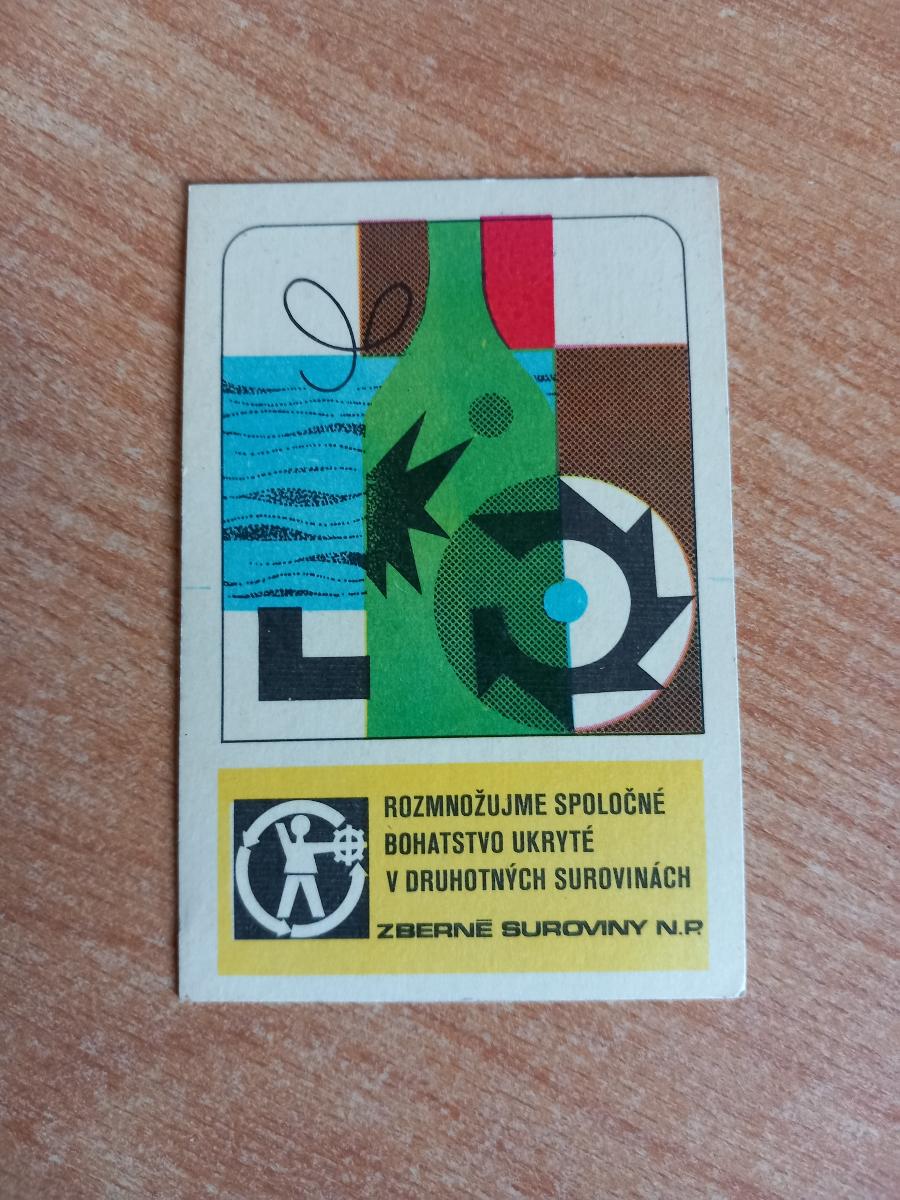 ROZMNOŽUJME SPOLOČNÉ
BOHATSTVO UKRYTÉ
V DRUHOTNÝCH SUROVINÁCH
ZBERNÉ SUROVINY N.P.